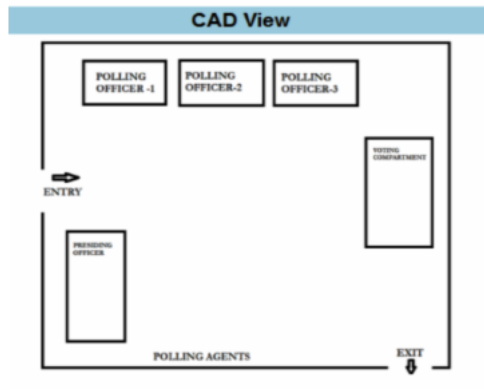 CAD View
POLLING
OFFICER -1
POLLING
OFFICER-2
POLLING
OFFICER-3
VOTING
COMPARTMENT
ENTRY
PRESIDING
OFFICER
POLLING AGENTS
EXIT